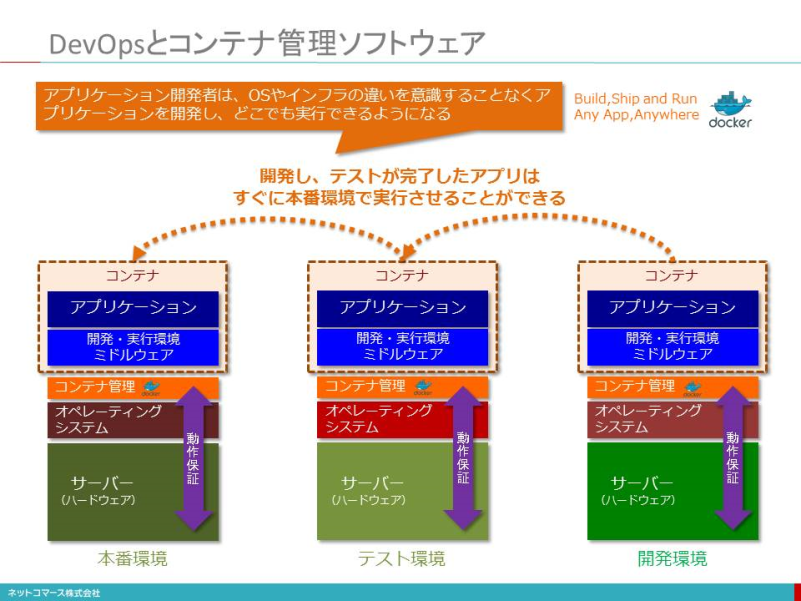 DevOpsとコンテナ管理ソフトウェア
アプリケーション開発者は、OSやインフラの違いを意識することなくア
プリケーションを開発し、どこでも実行できるようになる
Build,Ship and Run
Any App,Anywhere
docker
開発し、テストが完了したアプリは
すぐに本番環境で実行させることができる
コンテナ
アプリケーション
開発・実行環境
ミドルウェア
コンテナ管理
docker
オペレーティング
システム
動作保証
サーバー
(ハードウェア)
本番環境
コンテナ
アプリケーション
開発・実行環境
ミドルウェア
コンテナ管理
docker
オペレーティング
システム
動作保証
サーバー
(ハードウェア)
テスト環境
コンテナ
アプリケーション
開発・実行環境
ミドルウェア
コンテナ管理
docker
オペレーティング
システム
動作保証
サーバー
(ハードウェア)
開発環境
ネットコマース株式会社